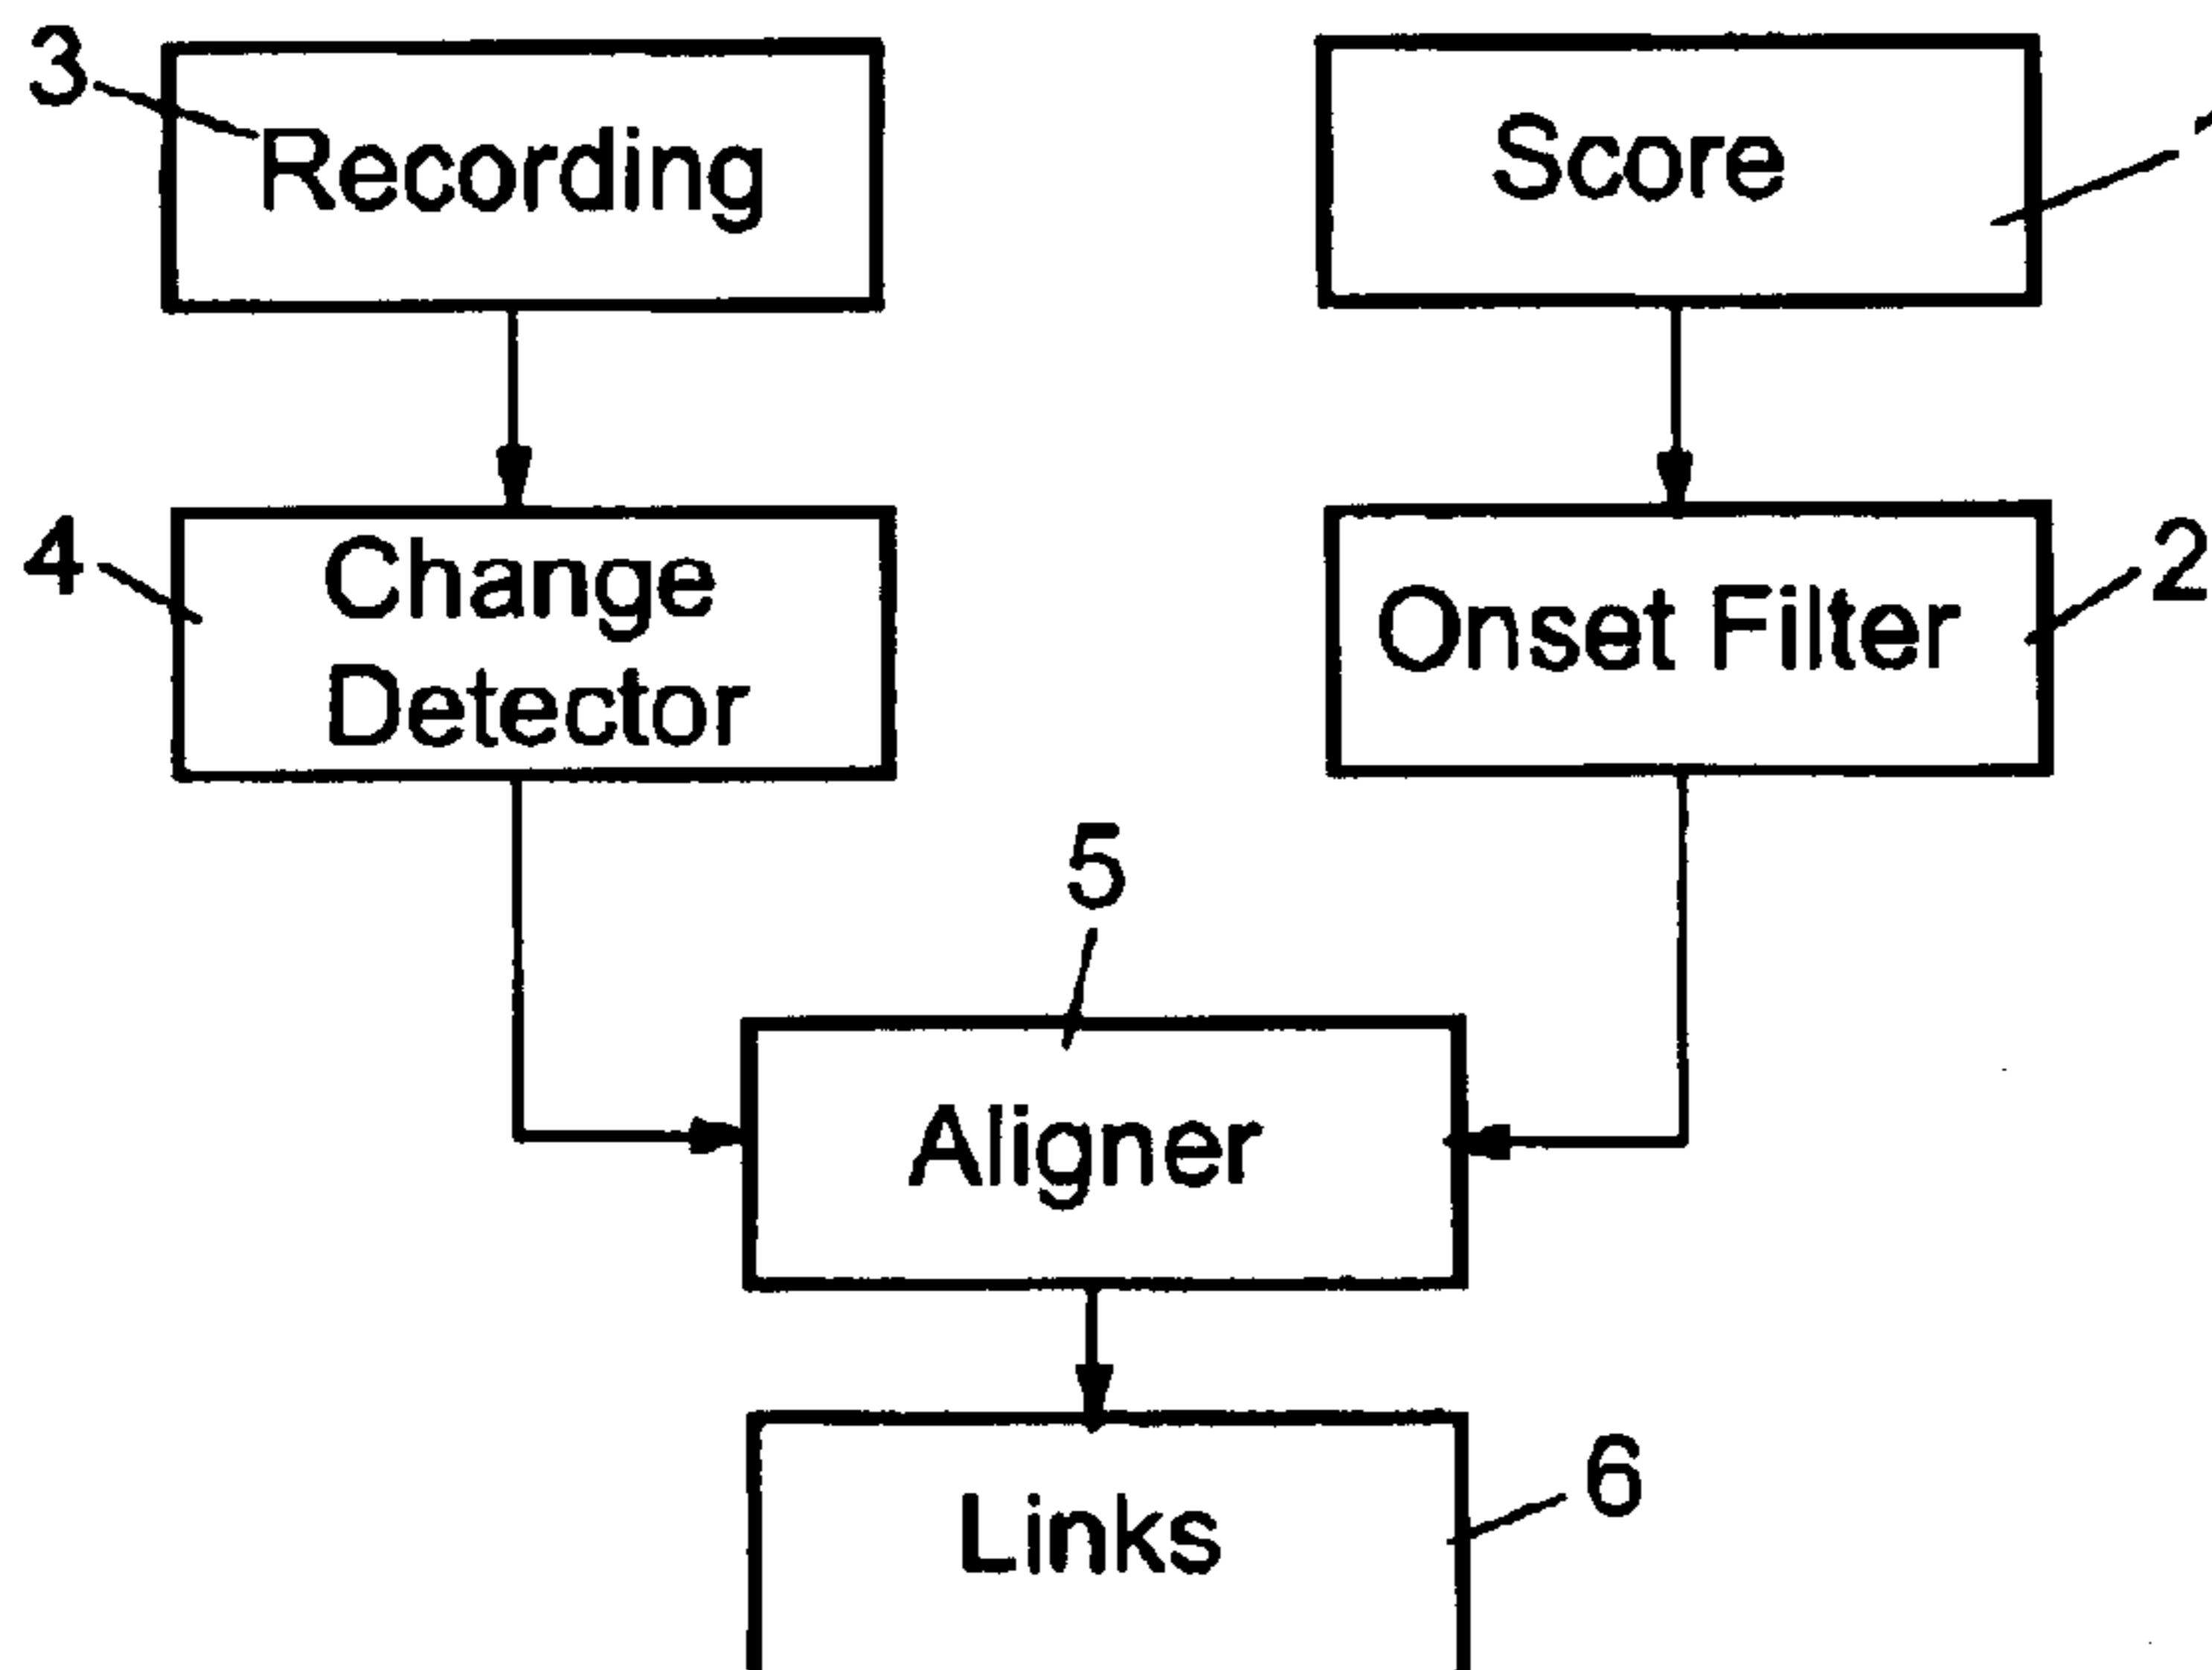 3
Recording
Score
4
Change
Detector
Onset Filter
2
5
Aligner
Links
6